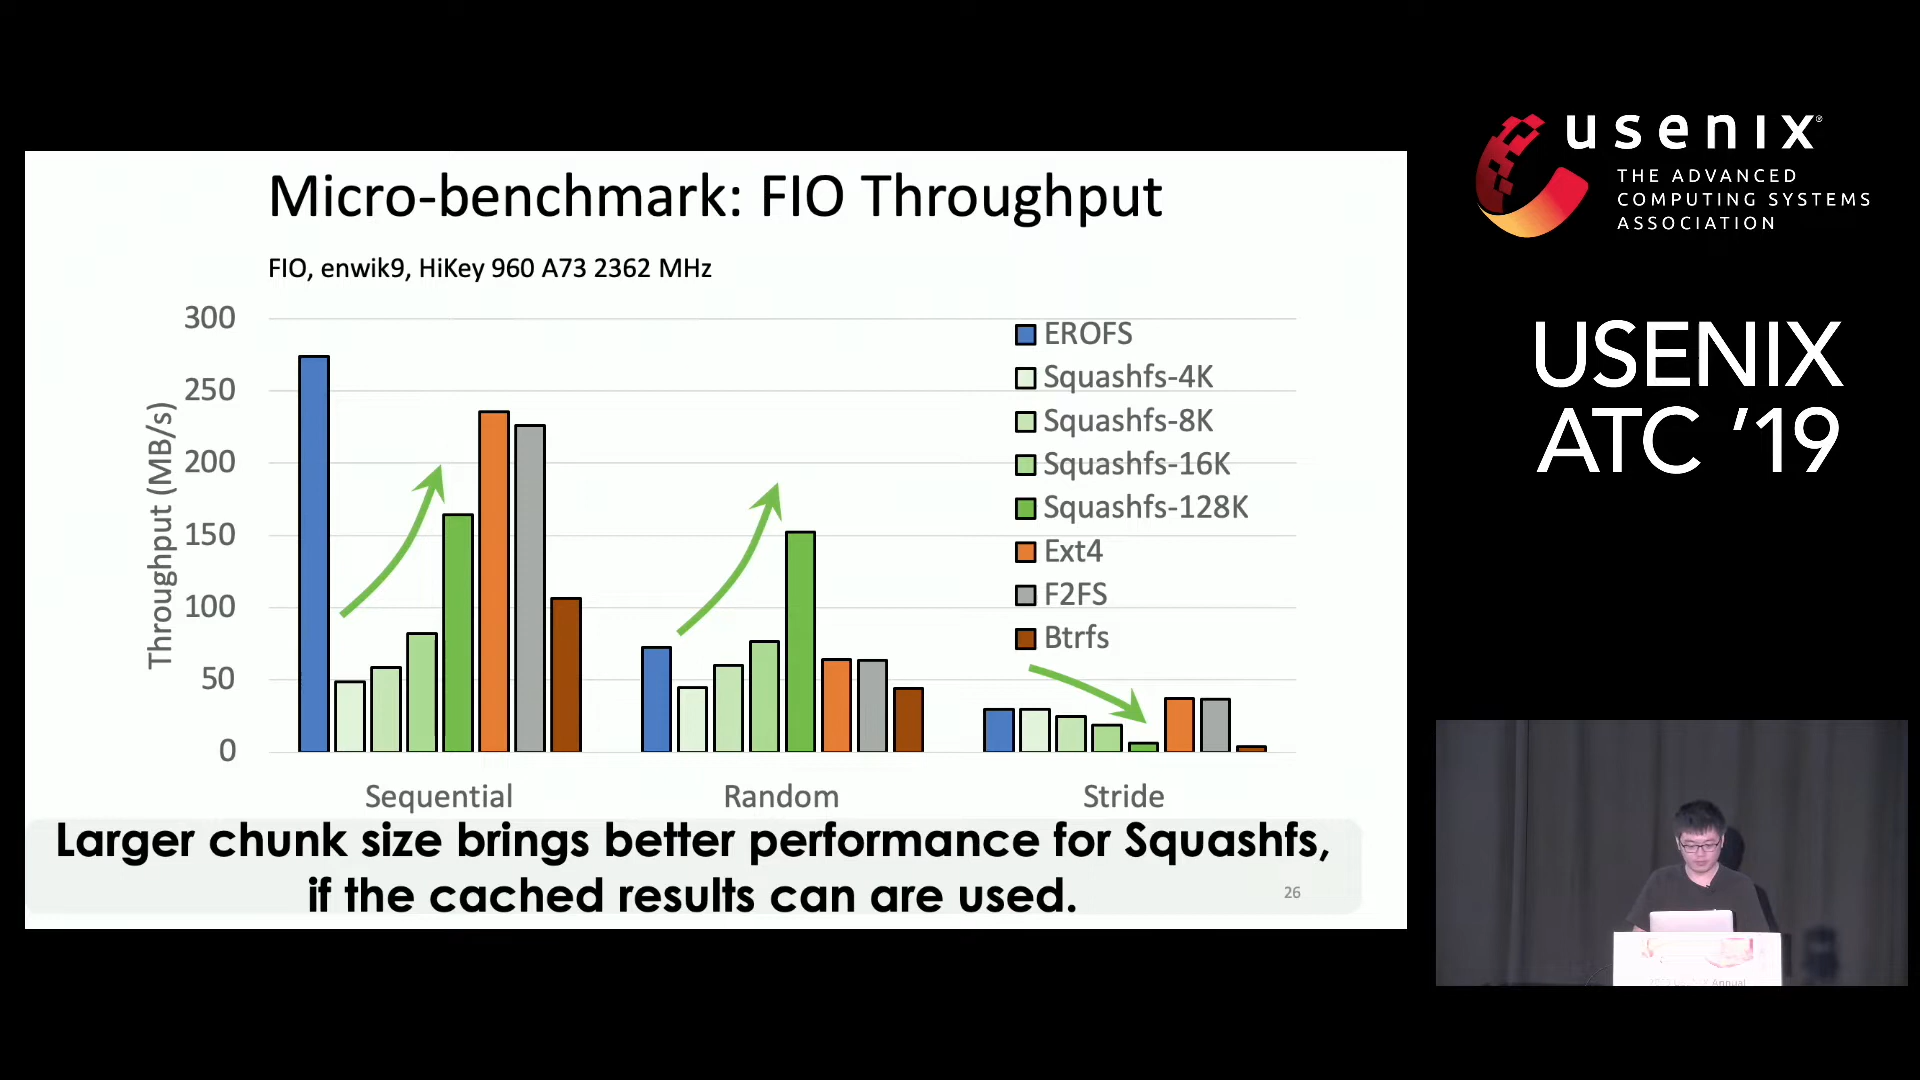 Micro-benchmark: FIO Throughput
FIO, enwik9, HiKey 960 A73 2362 MHz
Throughput (MB/s)
300
250
200
150
100
50
0
EROFS
Squashfs-4K
Squashfs-8K
Squashfs-16K
Squashfs-128K
Ext4
F2FS
Btrfs
Sequential
Random
Stride
Larger chunk size brings better performance for Squashfs,
if the cached results can are used.
26
usenix®
THE ADVANCED
COMPUTING SYSTEMS
ASSOCIATION
USENIX
ATC ’19
Annual